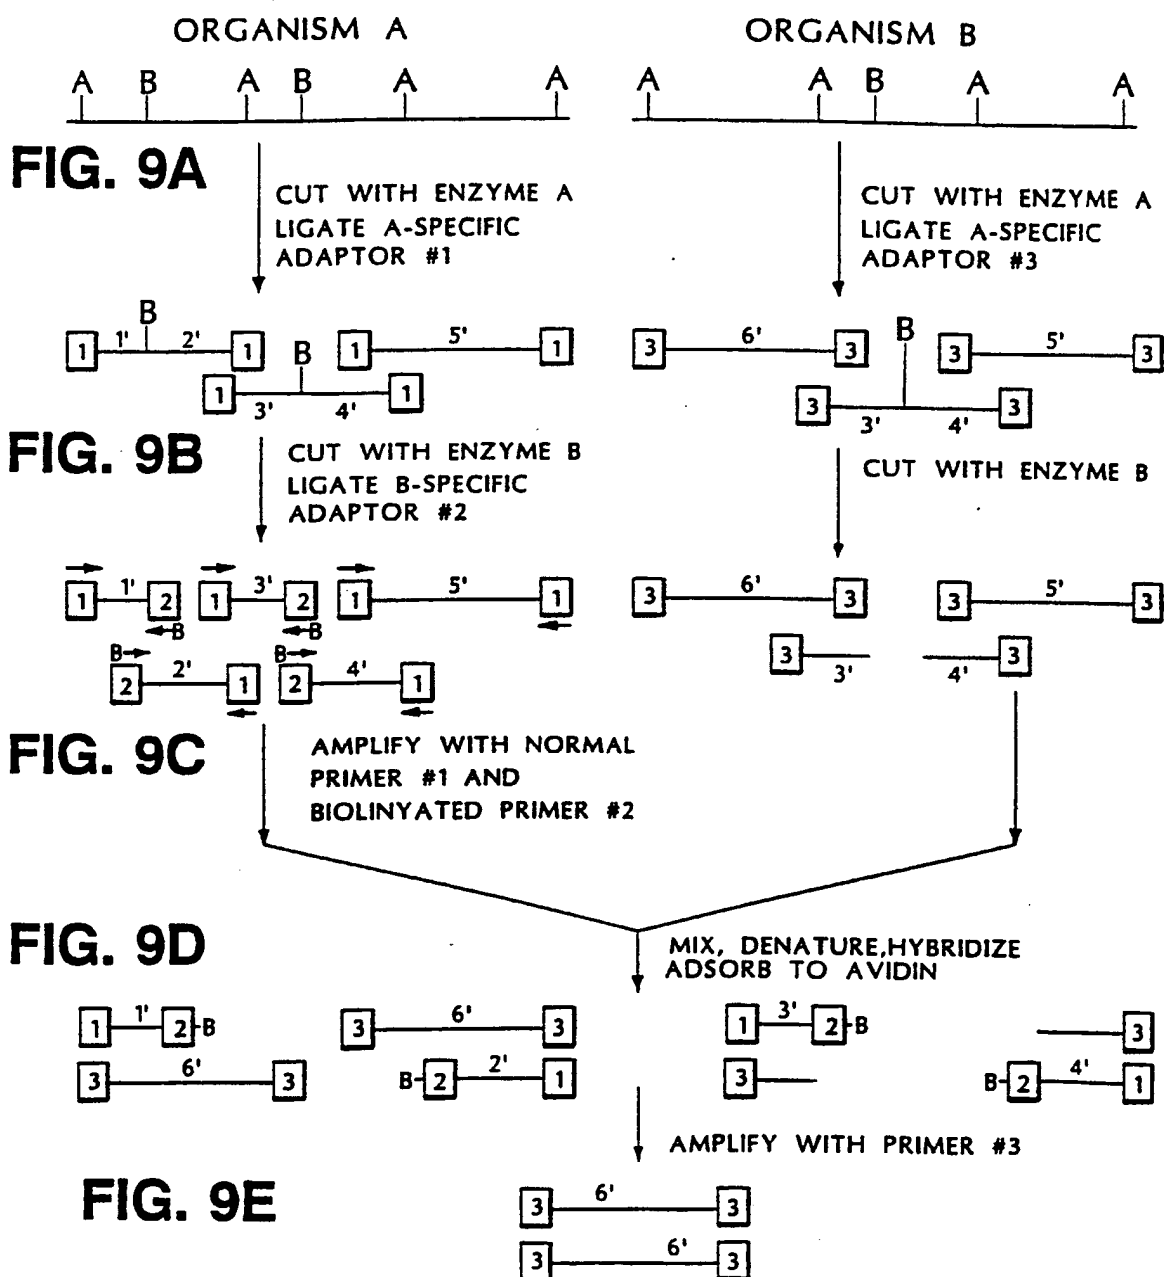 ORGANISM A
ORGANISM B
A B A B A A
A A B A A
FIG. 9A
CUT WITH ENZYME A
LIGATE A-SPECIFIC
ADAPTOR #1
CUT WITH ENZYME A
LIGATE A-SPECIFIC
ADAPTOR #3
1 1' B 2' 1
1 3' B 4' 1
1 5' 1
3 6' 3
3 3' B 4' 3
3 5' 3
FIG. 9B
CUT WITH ENZYME B
LIGATE B-SPECIFIC
ADAPTOR #2
CUT WITH ENZYME B
1 1' 2 B
1 3' 2 B
1 5' 1
B 2 2' 1
B 2 4' 1
3 6' 3
3 5' 3
3 3'
4' 3
FIG. 9C
AMPLIFY WITH NORMAL
PRIMER #1 AND
BIOLINYATED PRIMER #2
FIG. 9D
MIX, DENATURE,HYBRIDIZE
ADSORB TO AVIDIN
1 1' 2-B
3 6' 3
3 6' 3
B-2 2' 1
1 3' 2-B
3
3
B-2 4' 1
AMPLIFY WITH PRIMER #3
FIG. 9E
3 6' 3
3 6' 3